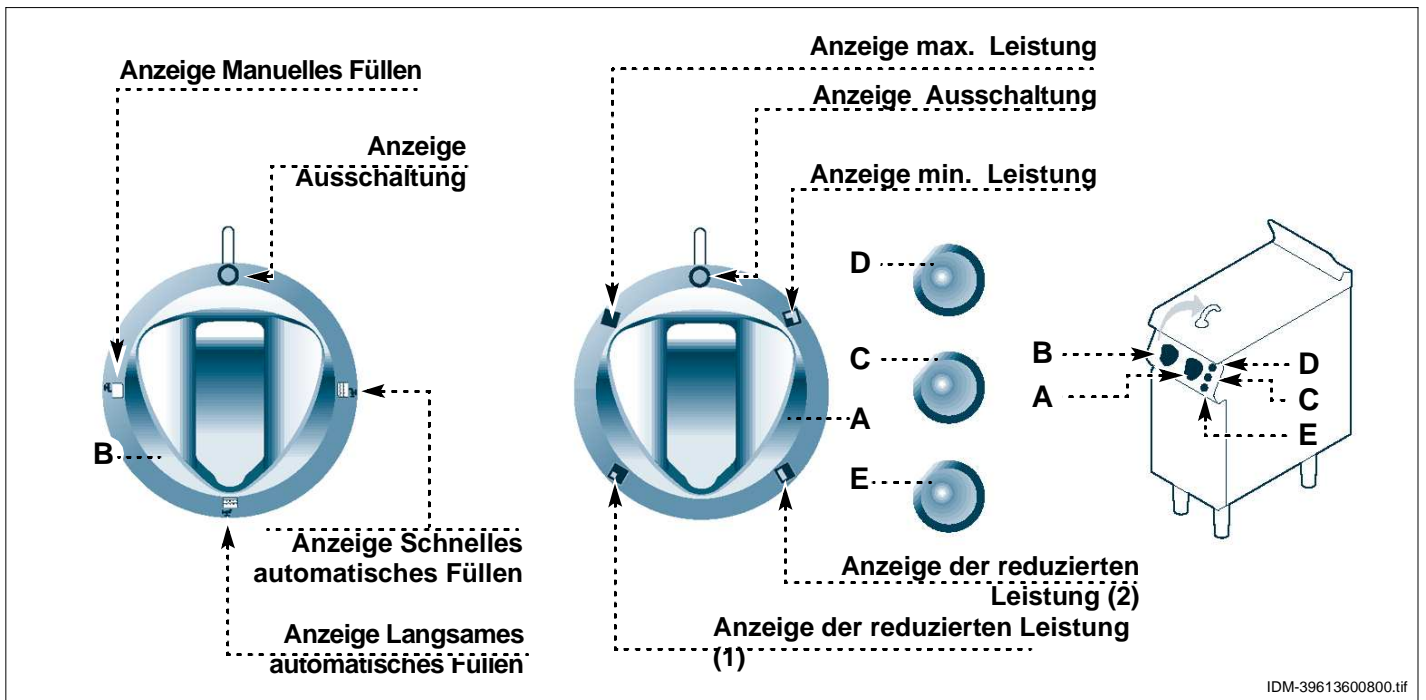 Anzeige Manuelles Füllen
Anzeige
Ausschaltung
B
Anzeige Schnelles
automatisches Füllen
Anzeige Langsames
automatisches Füllen
Anzeige max. Leistung
Anzeige Ausschaltung
Anzeige min. Leistung
D
C
A
E
Anzeige der reduzierten
Leistung (2)
Anzeige der reduzierten Leistung
(1)
B
A
D
C
E
IDM-39613600800.tif